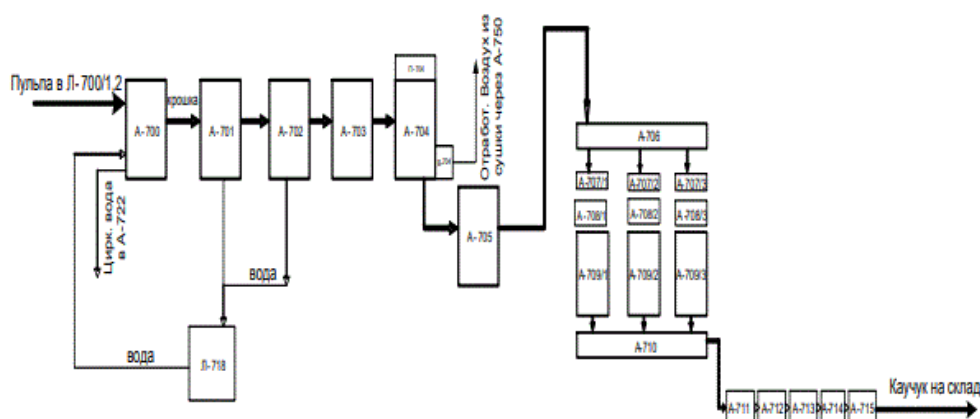 Пульпа в Л-700/1,2
крошка
А-700
А-701
А-702
А-703
А-704
Отработ. Воздух из
сушки через А-750
Цирк. вода
в А-722
А-705
вода
вода
Л-718
А-706
А-707/1
А-707/2
А-707/3
А-708/1
А-708/2
А-708/3
А-709/1
А-709/2
А-709/3
А-710
А-711
А-712
А-713
А-714
А-715
Каучук на склад